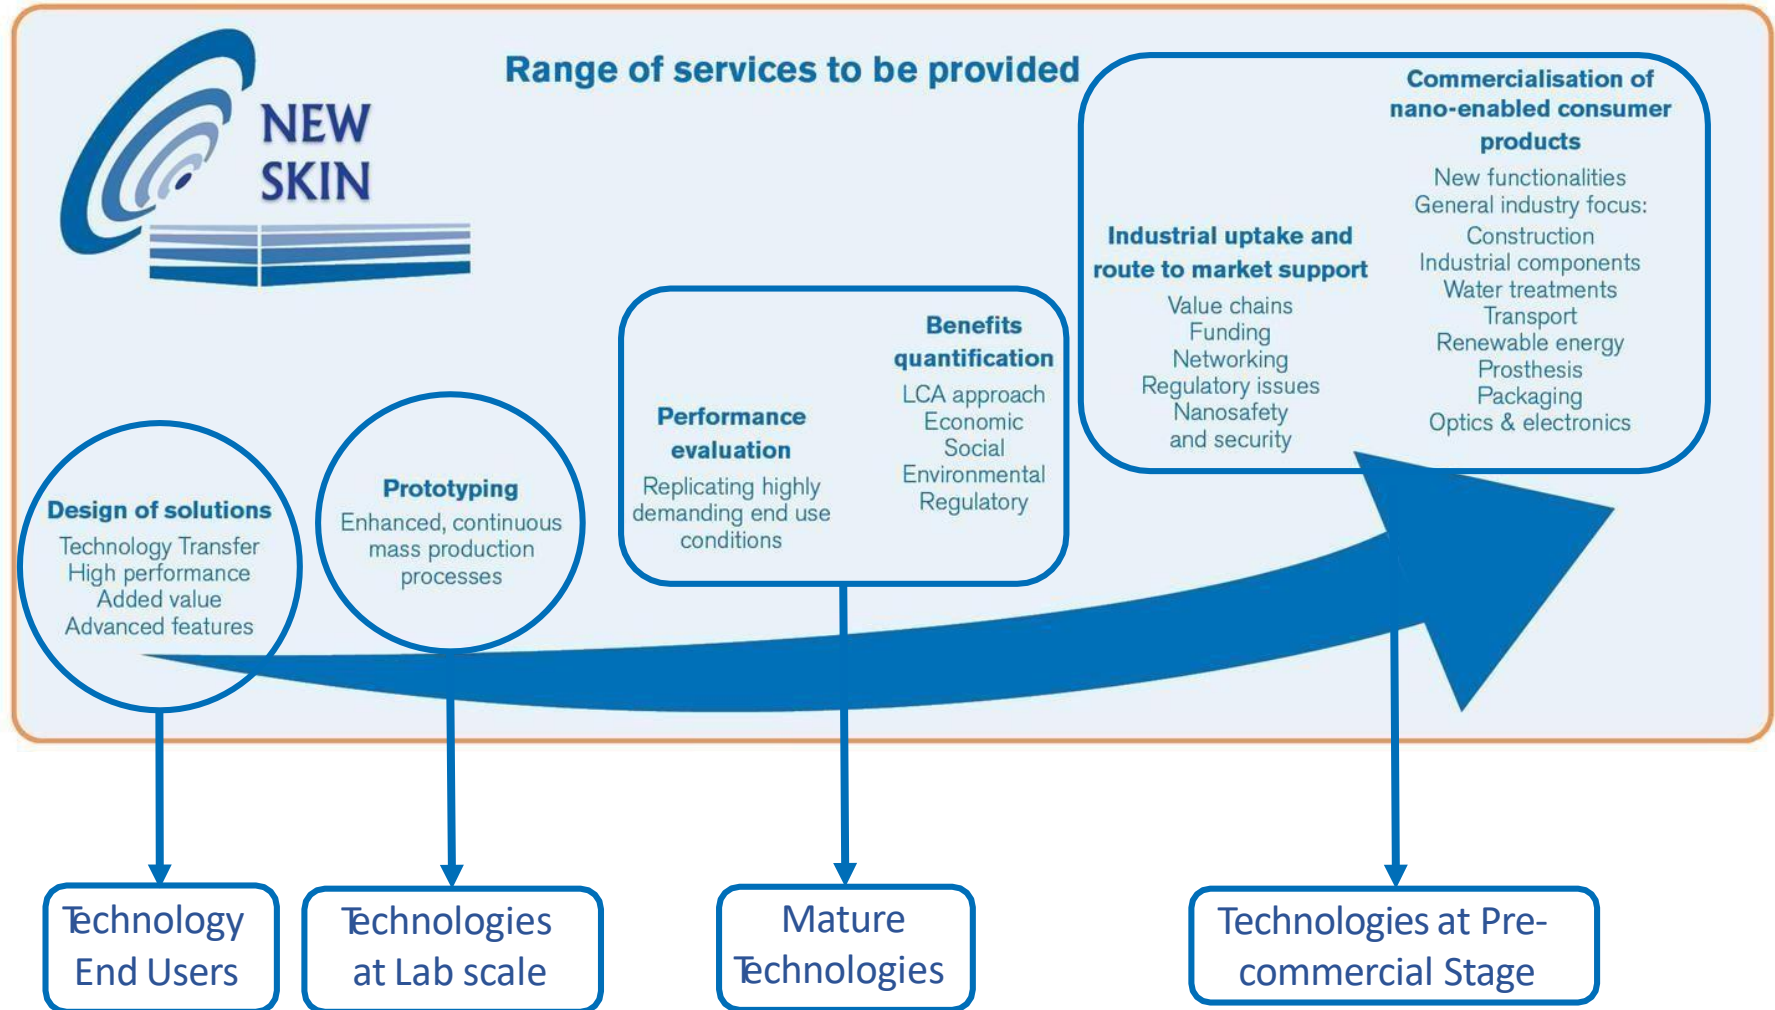 NEW
SKIN
Range of services to be provided
Design of solutions
Technology Transfer
High performance
Added value
Advanced features
Prototyping
Enhanced, continuous
mass production
processes
Performance
evaluation
Replicating highly
demanding end use
conditions
Benefits
quantification
LCA approach
Economic
Social
Environmental
Regulatory
Industrial uptake and
route to market support
Value chains
Funding
Networking
Regulatory issues
Nanosafety
and security
Commercialisation of
nano-enabled consumer
products
New functionalities
General industry focus:
Construction
Industrial components
Water treatments
Transport
Renewable energy
Prosthesis
Packaging
Optics & electronics
Technology
End Users
Technologies
at Lab scale
Mature
Technologies
Technologies at Pre-
commercial Stage